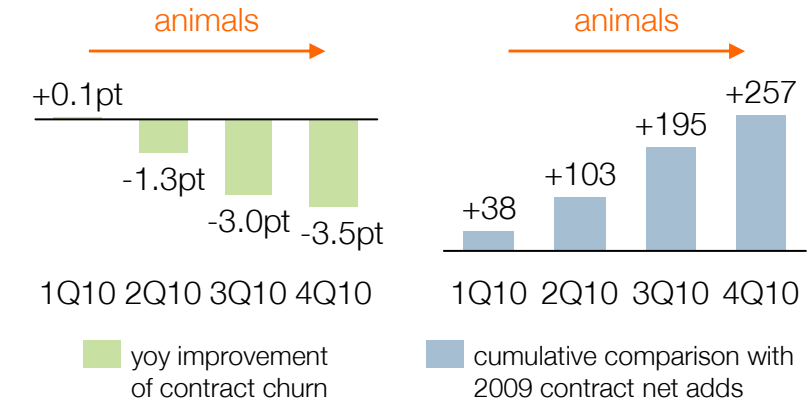 animals
+0.1pt
-1.3pt
-3.0pt
-3.5pt
1Q10 2Q10 3Q10 4Q10
yoy improvement
of contract churn
animals
+38
+103
+195
+257
1Q10 2Q10 3Q10 4Q10
cumulative comparison with
2009 contract net adds